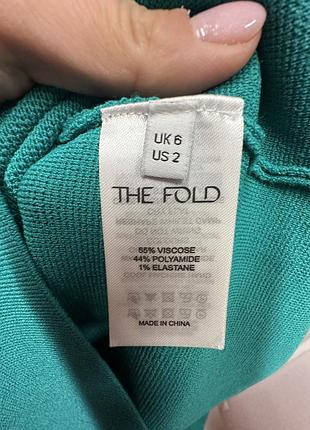 UK 6
US 2
THE FOLD
55% VISCOSE
44% POLYAMIDE
1% ELASTANE
MADE IN CHINA